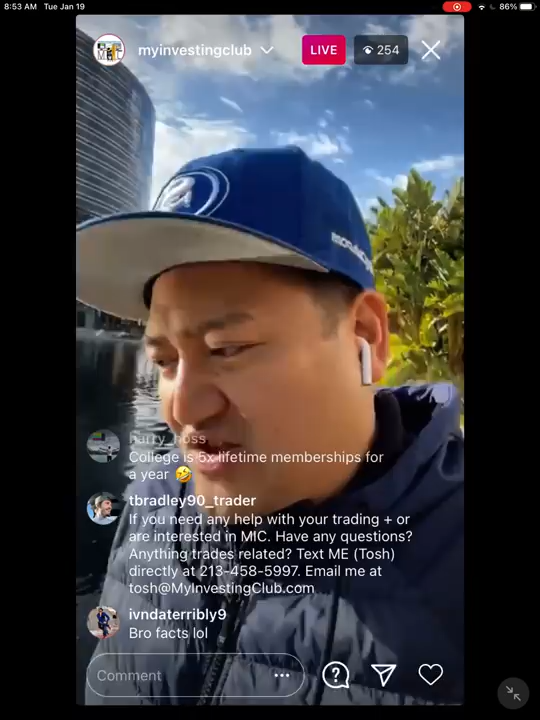 8:53 AM Tue Jan 19
86%
myinvestingclub
LIVE
254
harry_hoss
College is 5x lifetime memberships for
a year 🤣
tbradley90_trader
If you need any help with your trading + or
are interested in MIC. Have any questions?
Anything trades related? Text ME (Tosh)
directly at 213-458-5997. Email me at
tosh@MyInvestingClub.com
ivndaterribly9
Bro facts lol
Comment